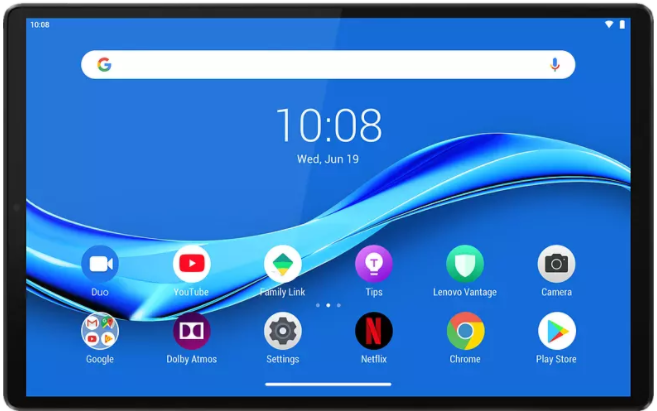 10:08
10:08
Wed, Jun 19
Duo YouTube Family Link Tips Lenovo Vantage Camera
Google Dolby Atmos Settings Netflix Chrome Play Store